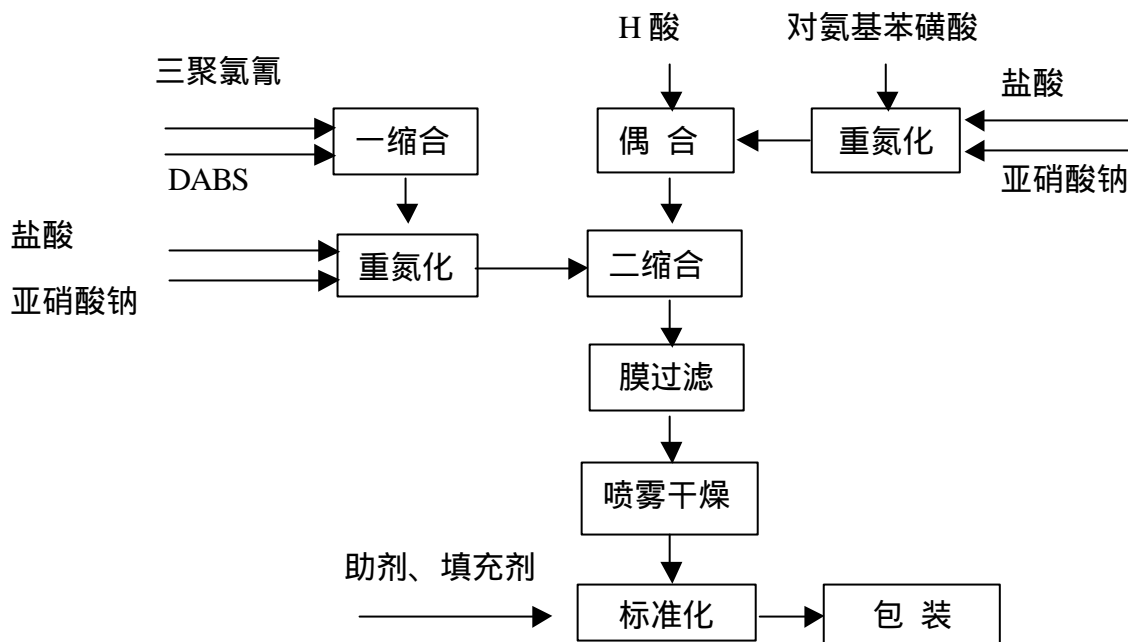 H 酸
对氨基苯磺酸
三聚氯氰
盐酸
一缩合
偶 合
重氮化
DABS
亚硝酸钠
盐酸
重氮化
二缩合
亚硝酸钠
膜过滤
喷雾干燥
助剂、填充剂
标准化
包 装